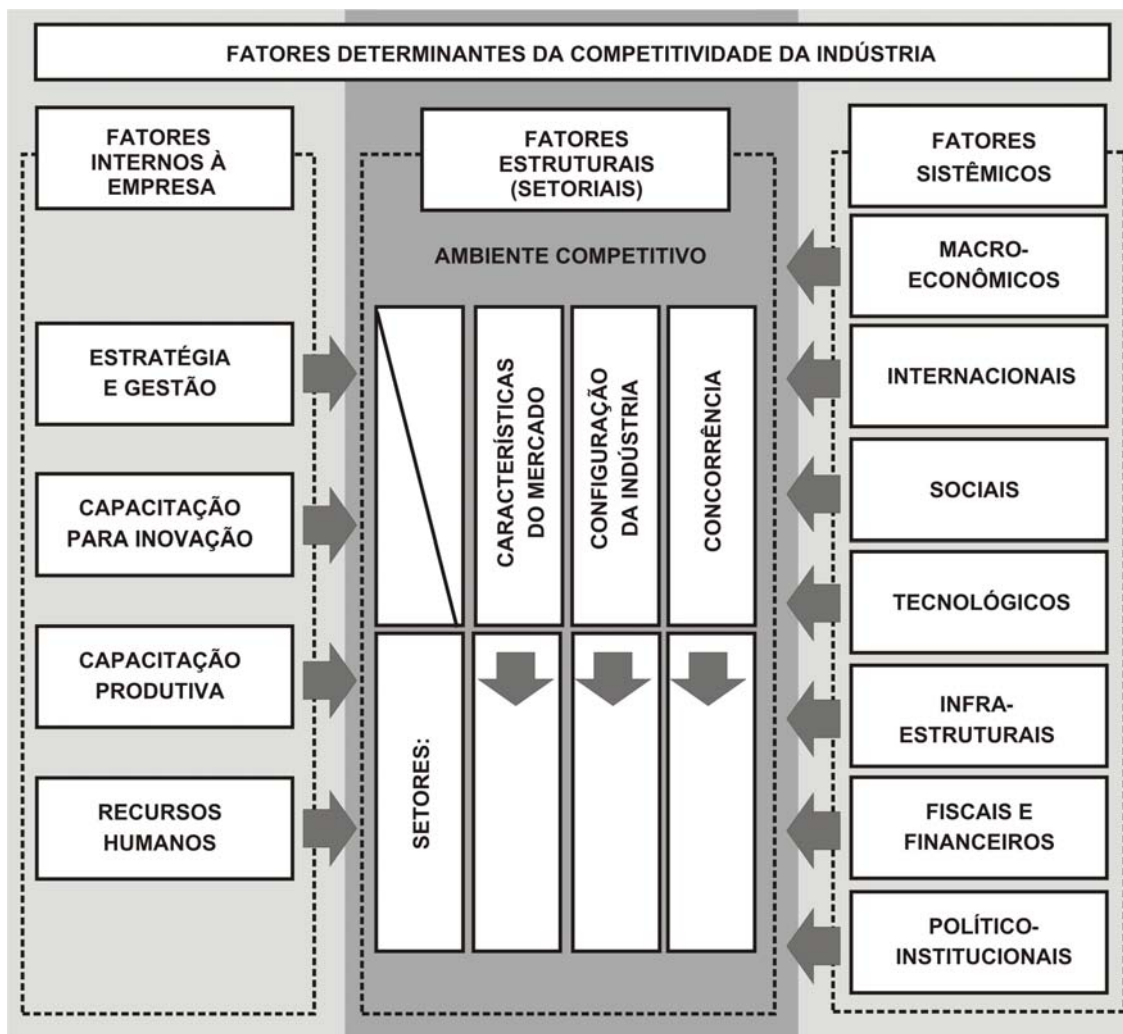 FATORES DETERMINANTES DA COMPETITIVIDADE DA INDÚSTRIA
FATORES
INTERNOS À
EMPRESA
ESTRATÉGIA
E GESTÃO
CAPACITAÇÃO
PARA INOVAÇÃO
CAPACITAÇÃO
PRODUTIVA
RECURSOS
HUMANOS
FATORES
ESTRUTURAIS
(SETORIAIS)
AMBIENTE COMPETITIVO
CARACTERÍSTICAS
DO MERCADO
CONFIGURAÇÃO
DA INDÚSTRIA
CONCORRÊNCIA
SETORES:
FATORES
SISTÊMICOS
MACRO-
ECONÔMICOS
INTERNACIONAIS
SOCIAIS
TECNOLÓGICOS
INFRA-
ESTRUTURAIS
FISCAIS E
FINANCEIROS
POLÍTICO-
INSTITUCIONAIS